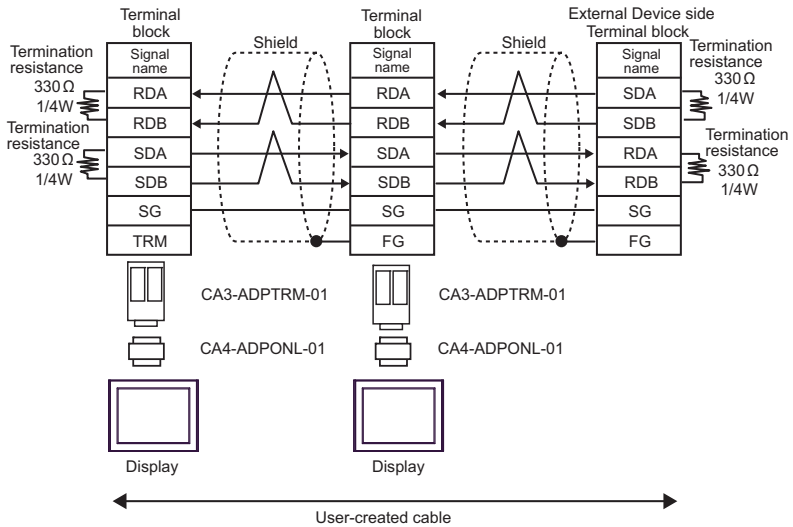 Terminal
block
Terminal
block
External Device side
Terminal block
Termination
resistance
330Ω
1/4W
Termination
resistance
330Ω
1/4W
Signal
name
RDA
RDB
SDA
SDB
SG
TRM
Shield
Signal
name
RDA
RDB
SDA
SDB
SG
FG
Shield
Signal
name
SDA
SDB
RDA
RDB
SG
FG
Termination
resistance
330Ω
1/4W
Termination
resistance
330Ω
1/4W
CA3-ADPTRM-01
CA3-ADPTRM-01
CA4-ADPONL-01
CA4-ADPONL-01
Display
Display
User-created cable